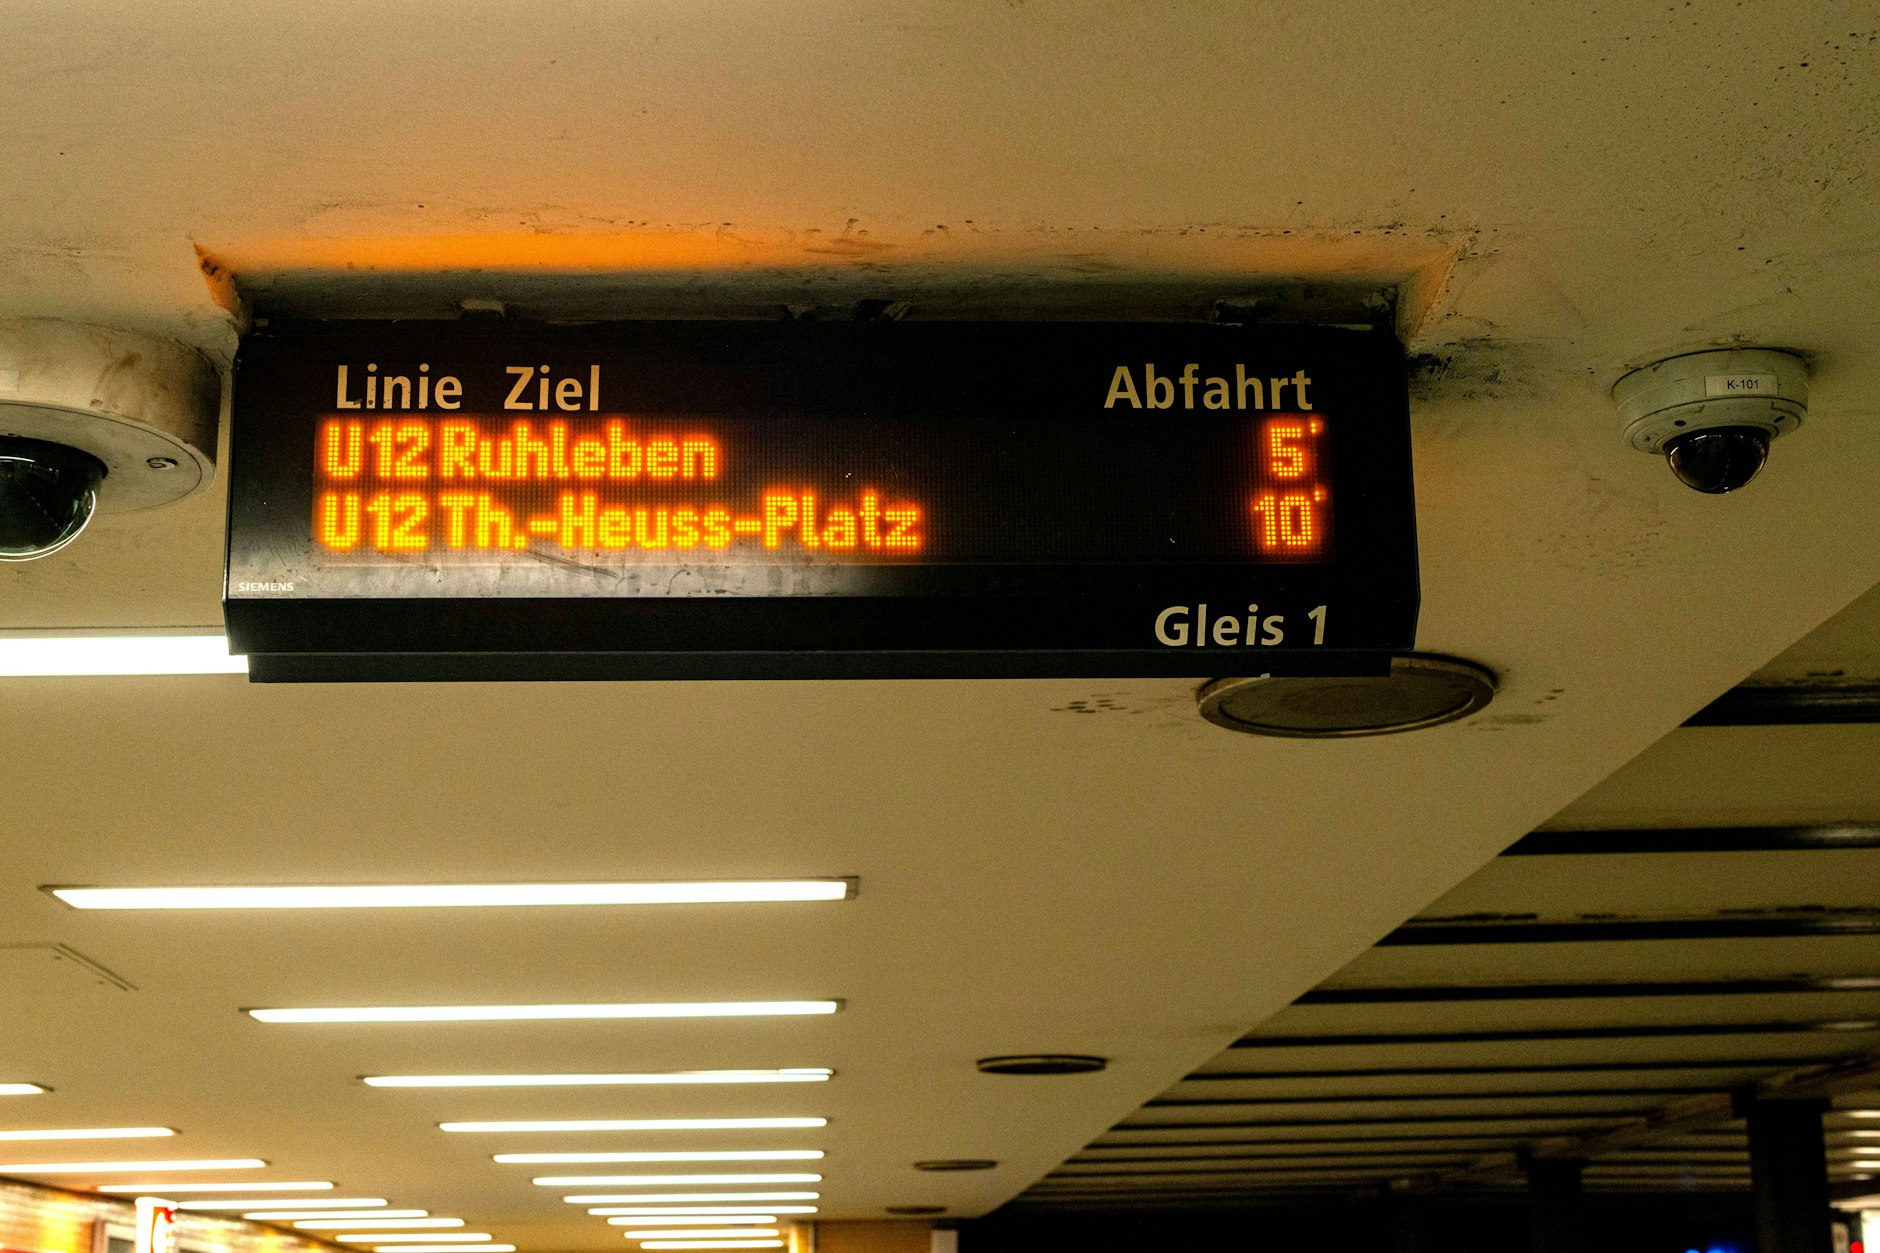 Linie Ziel Abfahrt
U12 Ruhleben 5'
U12 Th.-Heuss-Platz 10'
SIEMENS
Gleis 1
K-101